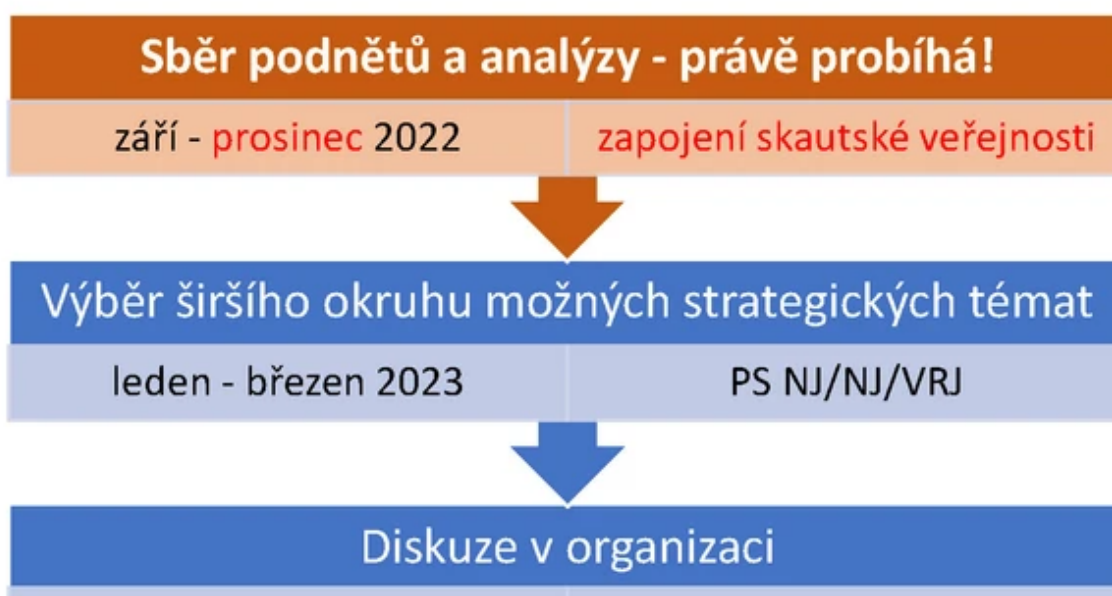 Sběr podnětů a analýzy - právě probíhá!
září - prosinec 2022
zapojení skautské veřejnosti
Výběr širšího okruhu možných strategických témat
leden - březen 2023
PS NJ/NJ/VRJ
Diskuze v organizaci